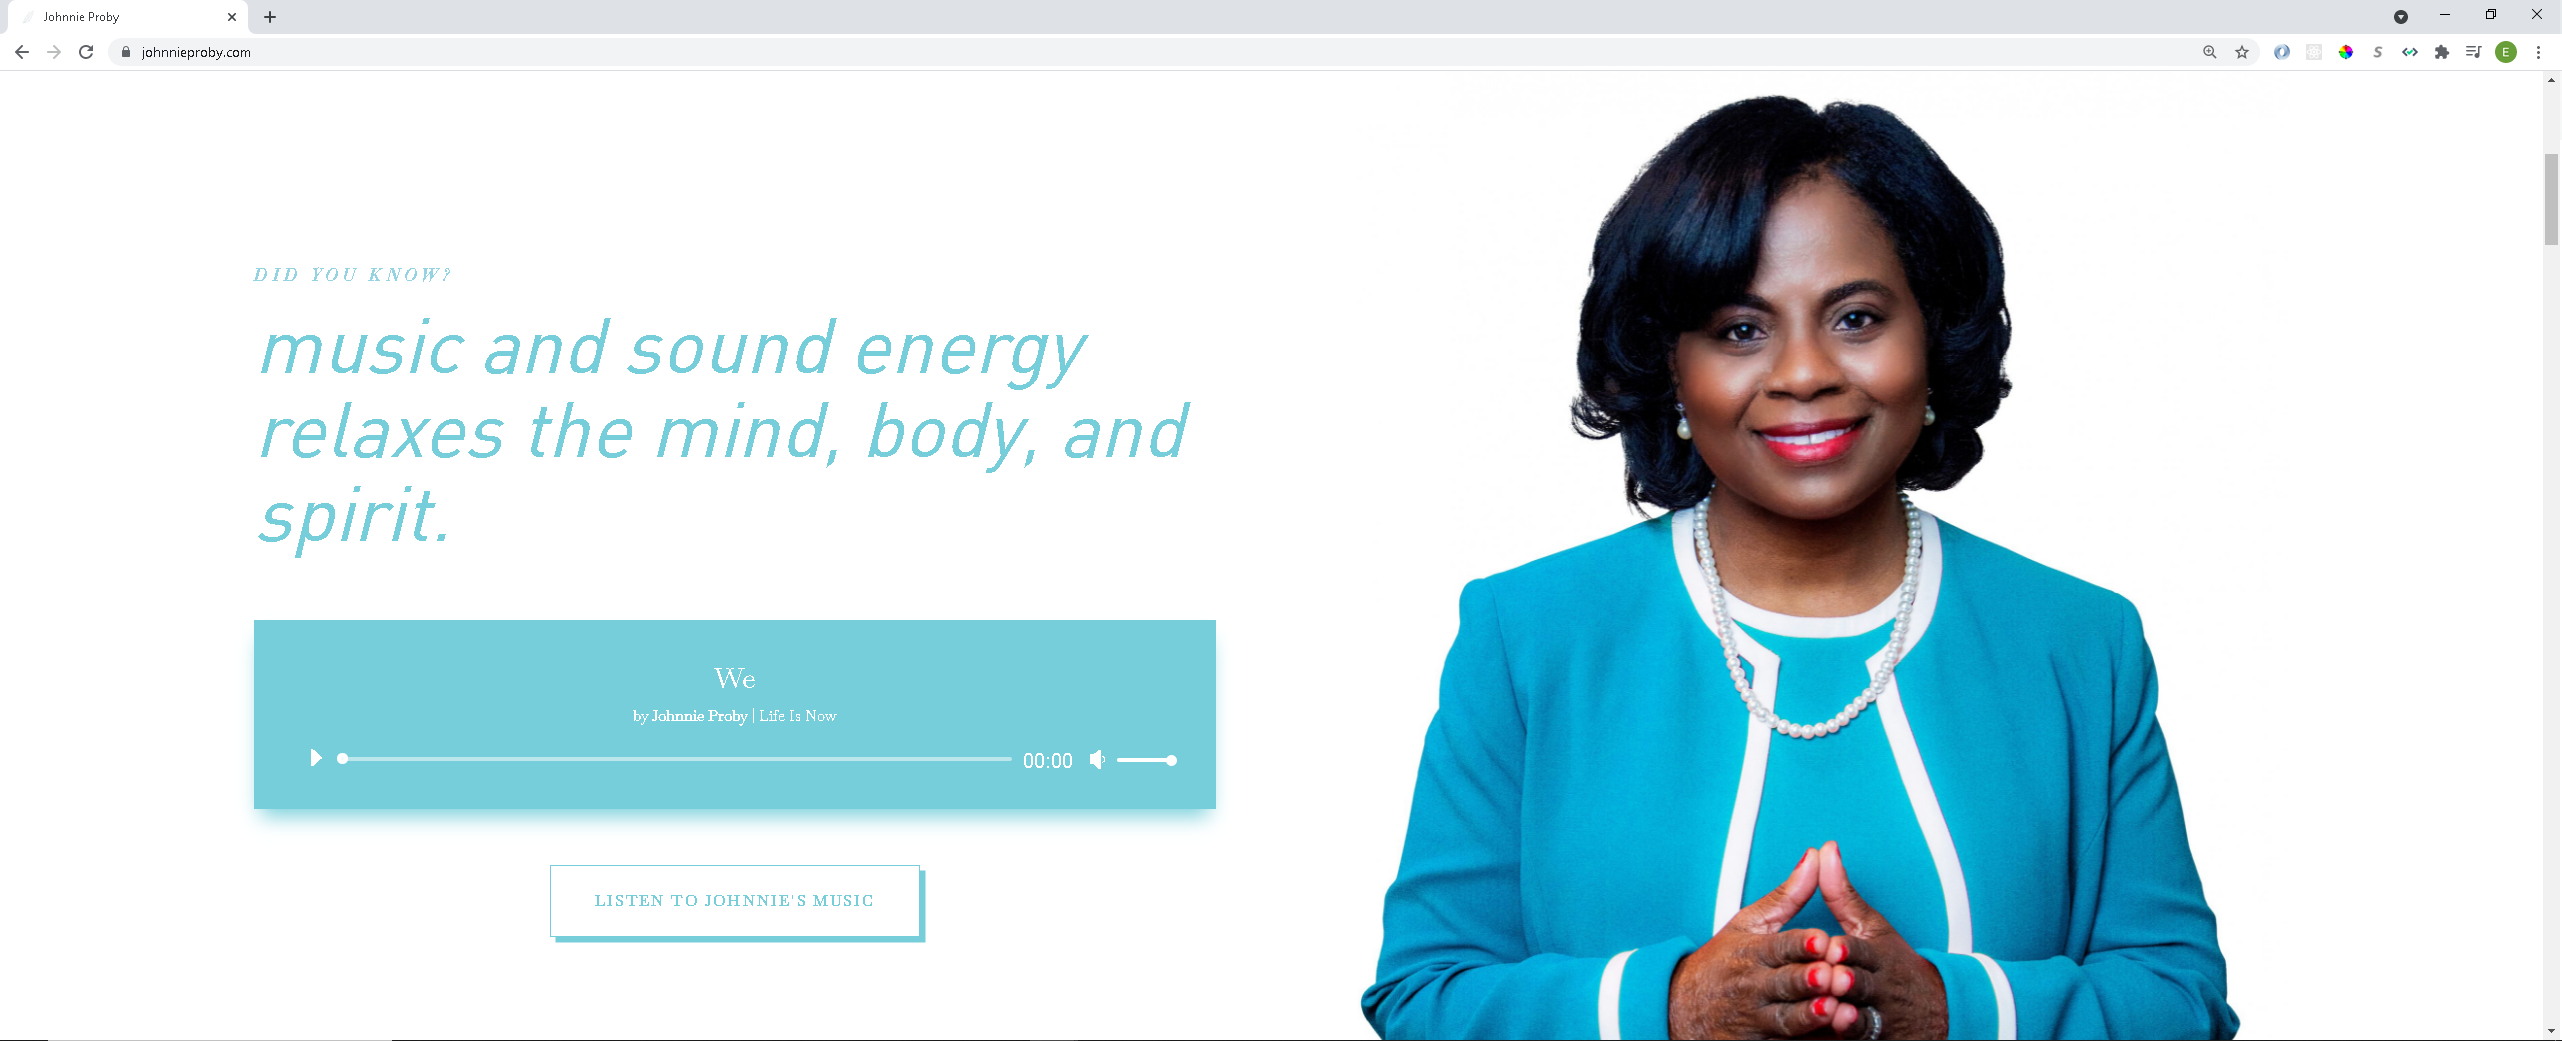 Johnnie Proby
johnnieproby.com
E
DID YOU KNOW?
music and sound energy
relaxes the mind, body, and
spirit.
We
by Johnnie Proby | Life Is Now
00:00
LISTEN TO JOHNNIE'S MUSIC